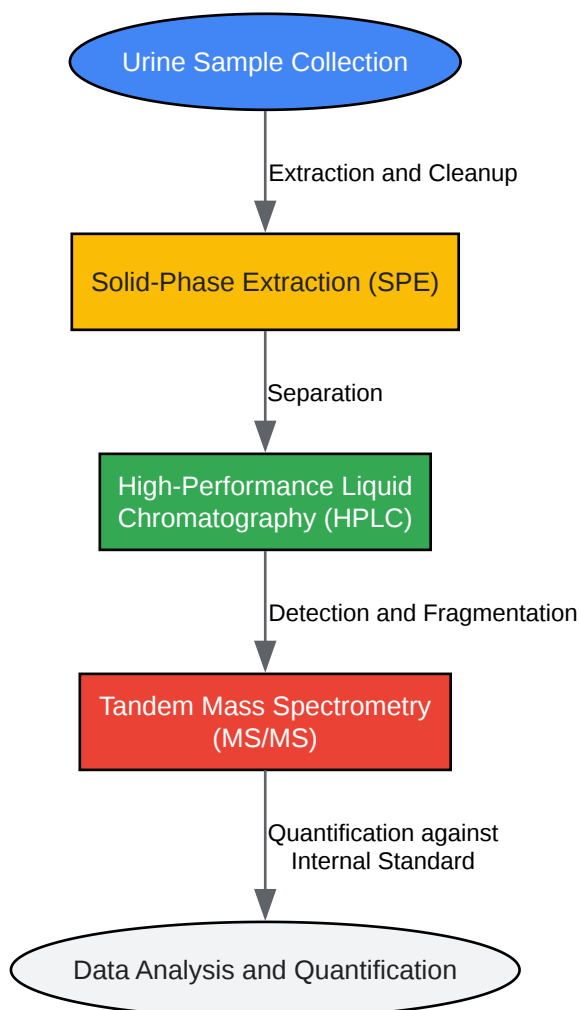 Urine Sample Collection
Extraction and Cleanup
Solid-Phase Extraction (SPE)
Separation
High-Performance Liquid
Chromatography (HPLC)
Detection and Fragmentation
Tandem Mass Spectrometry
(MS/MS)
Quantification against
Internal Standard
Data Analysis and Quantification